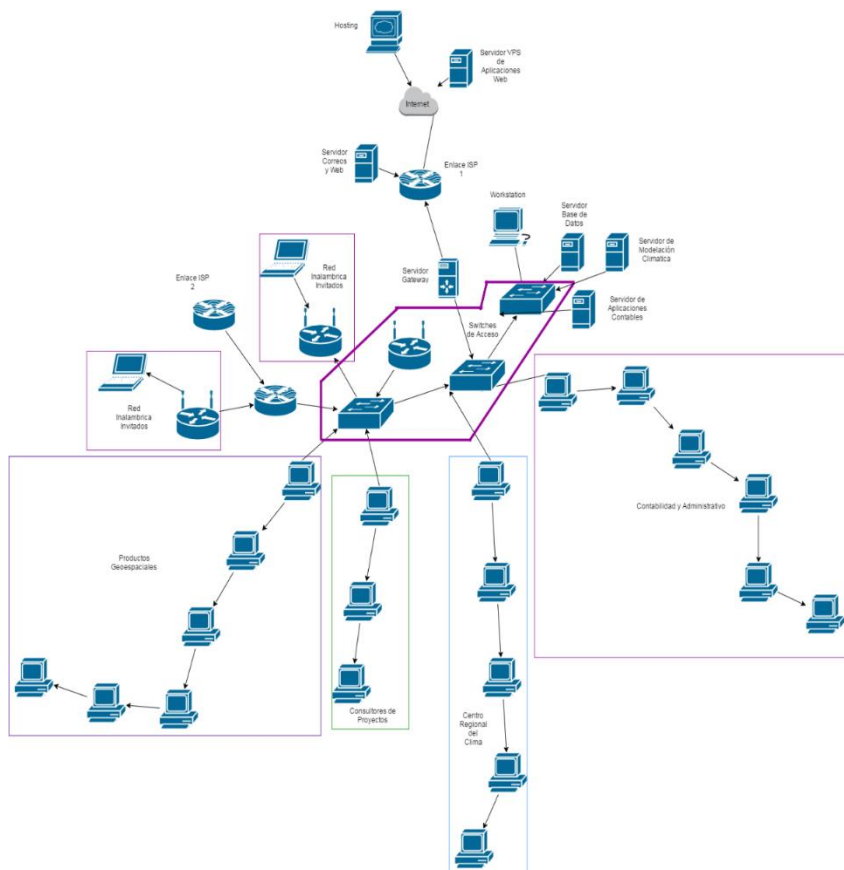 Hosting
Servidor VPS
de
Aplicaciones
Web
Internet
Servidor
Correos
y Web
Enlace ISP
1
Workstation
Servidor
Base de
Datos
Servidor de
Modelación
Climatica
Servidor
Gateway
Servidor de
Aplicaciones
Contables
Switches
de Acceso
Red
Inalambrica
Invitados
Enlace ISP
2
Red
Inalambrica
Invitados
Productos
Geoespaciales
Contabilidad y Administrativo
Consultores de
Proyectos
Centro
Regional
del
Clima